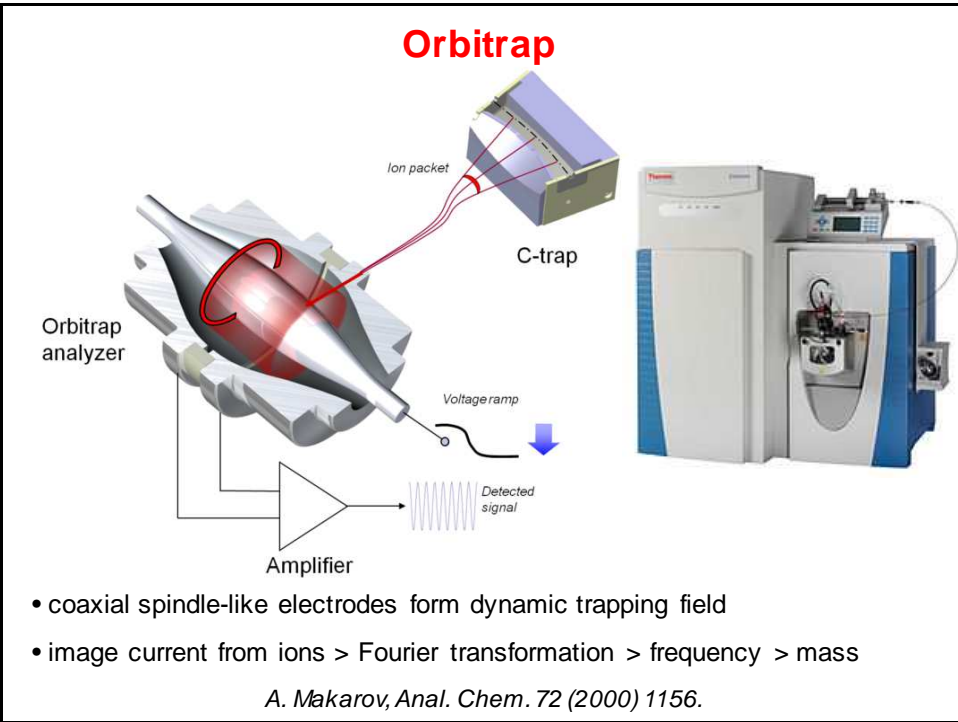 Orbitrap
Ion packet
C-trap
Orbitrap
analyzer
Voltage ramp
Detected
signal
Amplifier
• coaxial spindle-like electrodes form dynamic trapping field
• image current from ions > Fourier transformation > frequency > mass
A. Makarov, Anal. Chem. 72 (2000) 1156.